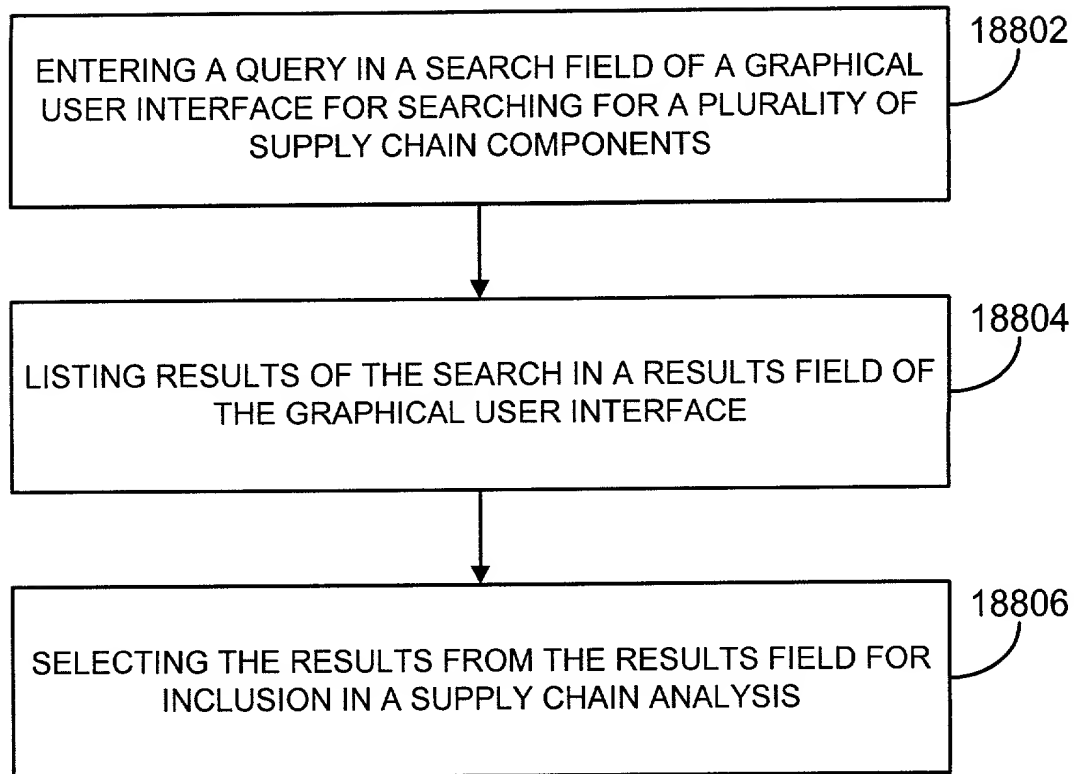 18802
ENTERING A QUERY IN A SEARCH FIELD OF A GRAPHICAL
USER INTERFACE FOR SEARCHING FOR A PLURALITY OF
SUPPLY CHAIN COMPONENTS
18804
LISTING RESULTS OF THE SEARCH IN A RESULTS FIELD OF
THE GRAPHICAL USER INTERFACE
18806
SELECTING THE RESULTS FROM THE RESULTS FIELD FOR
INCLUSION IN A SUPPLY CHAIN ANALYSIS